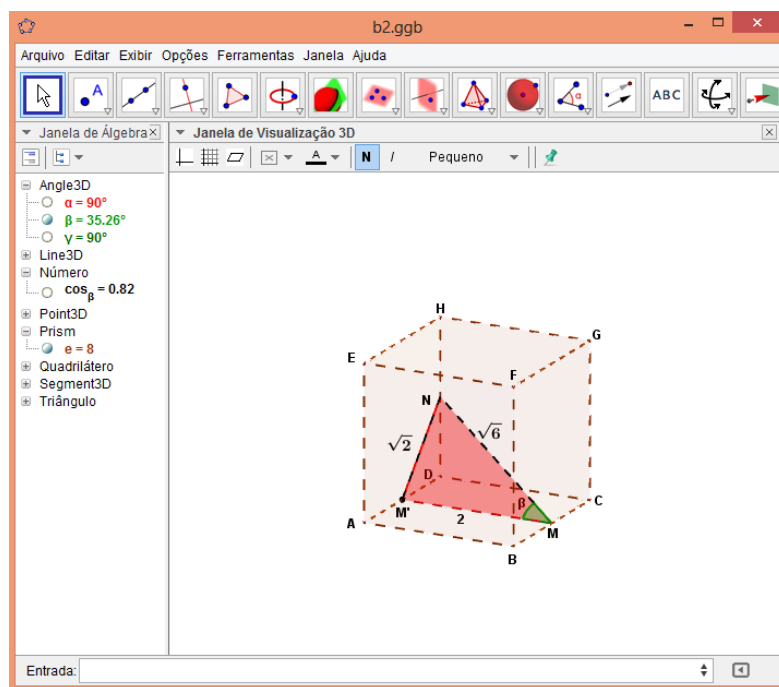 b2.ggb
Arquivo Editar Exibir Opções Ferramentas Janela Ajuda
A
α
ABC
Janela de Álgebra
Janela de Visualização 3D
A N I Pequeno
Angle3D
α = 90°
β = 35.26°
γ = 90°
Line3D
Número
cosβ = 0.82
Point3D
Prism
e = 8
Quadrilátero
Segment3D
Triângulo
H
G
E
F
N
√2
√6
D
β
C
M'
A
2
M
B
Entrada: